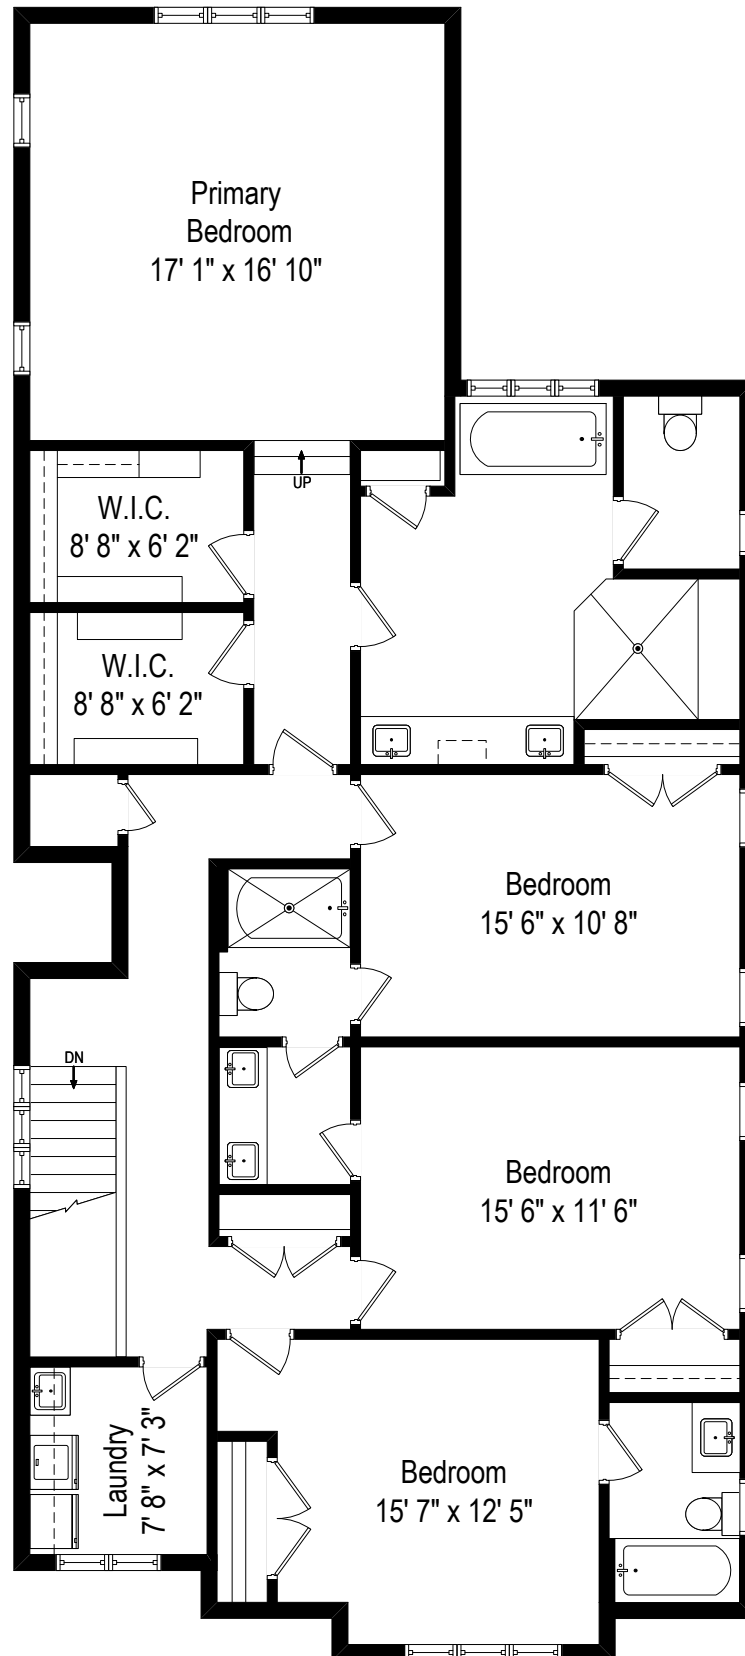 Primary
Bedroom
17' 1" x 16' 10"
UP
W.I.C.
8' 8" x 6' 2"
W.I.C.
8' 8" x 6' 2"
Bedroom
15' 6" x 10' 8"
DN
Bedroom
15' 6" x 11' 6"
Laundry
7' 8" x 7' 3"
Bedroom
15' 7" x 12' 5"